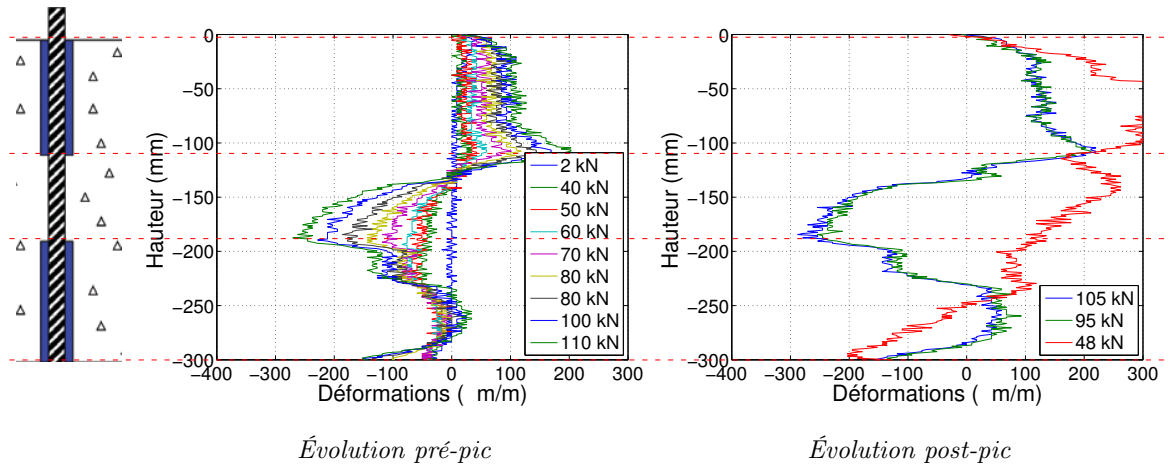 0
−50
−100
−150
−200
−250
−300
Hauteur (mm)
2 kN
40 kN
50 kN
60 kN
70 kN
80 kN
80 kN
100 kN
110 kN
−400 −300 −200 −100 0 100 200 300
Déformations ( m/m)
Évolution pré-pic
0
−50
−100
−150
−200
−250
−300
Hauteur (mm)
105 kN
95 kN
48 kN
−400 −300 −200 −100 0 100 200 300
Déformations ( m/m)
Évolution post-pic